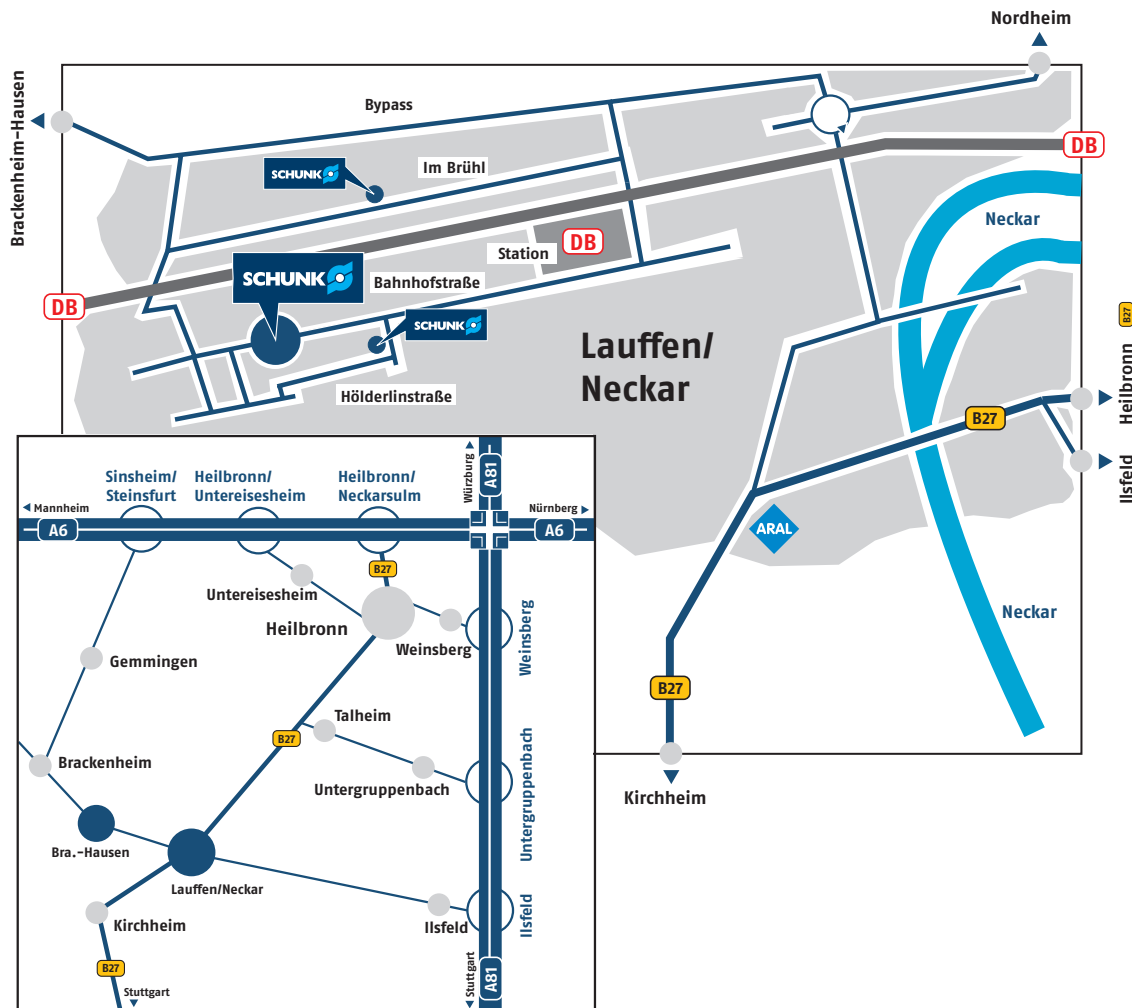 Nordheim
Brackenheim-Hausen
Bypass
DB
Im Brühl
SCHUNK
Neckar
Station
DB
SCHUNK
Bahnhofstraße
DB
SCHUNK
B27
Heilbronn
Lauffen/
Neckar
Hölderlinstraße
B27
Ilsfeld
ARAL
Neckar
B27
Kirchheim
Sinsheim/
Steinsfurt
Heilbronn/
Untereisesheim
Heilbronn/
Neckarsulm
Würzburg
A81
Mannheim
Nürnberg
A6
A6
B27
Untereisesheim
Heilbronn
Weinsberg
Weinsberg
Gemmingen
Talheim
B27
Untergruppenbach
Brackenheim
Untergruppenbach
Bra.-Hausen
Lauffen/Neckar
Kirchheim
Ilsfeld
Ilsfeld
B27
Stuttgart
Stuttgart
A81